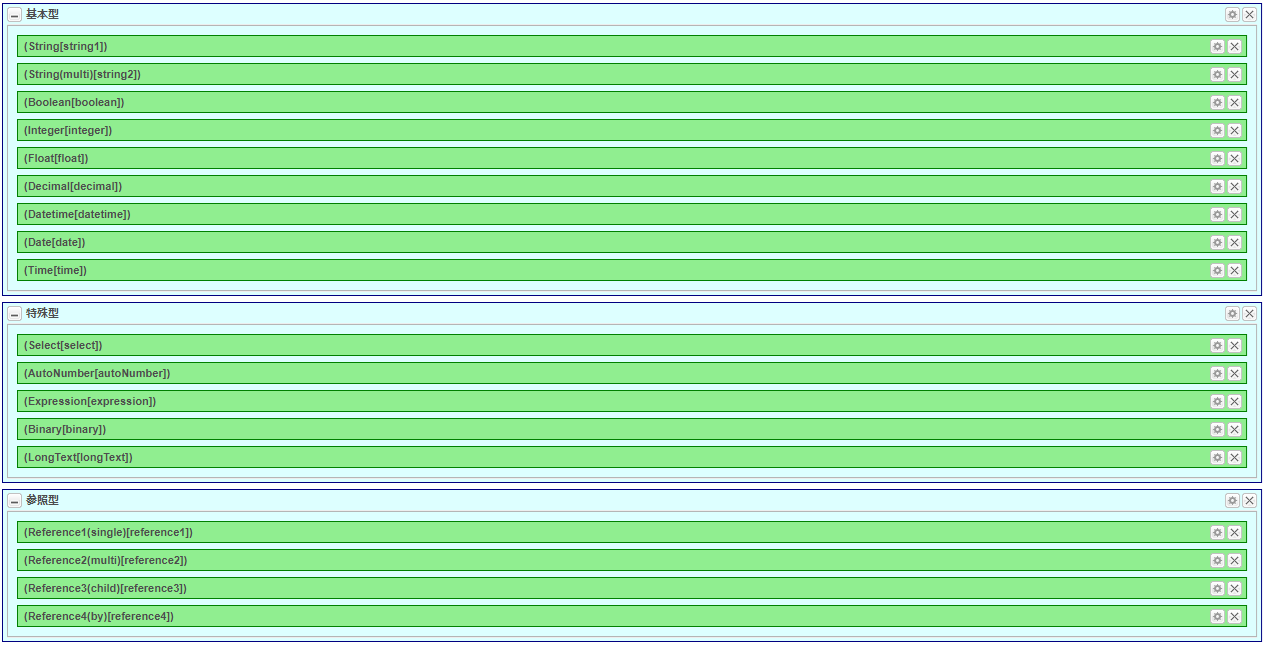 基本型
(String[string1])
(String(multi)[string2])
(Boolean[boolean])
(Integer[integer])
(Float[float])
(Decimal[decimal])
(Datetime[datetime])
(Date[date])
(Time[time])
特殊型
(Select[select])
(AutoNumber[autoNumber])
(Expression[expression])
(Binary[binary])
(LongText[longText])
参照型
(Reference1(single)[reference1])
(Reference2(multi)[reference2])
(Reference3(child)[reference3])
(Reference4(by)[reference4])